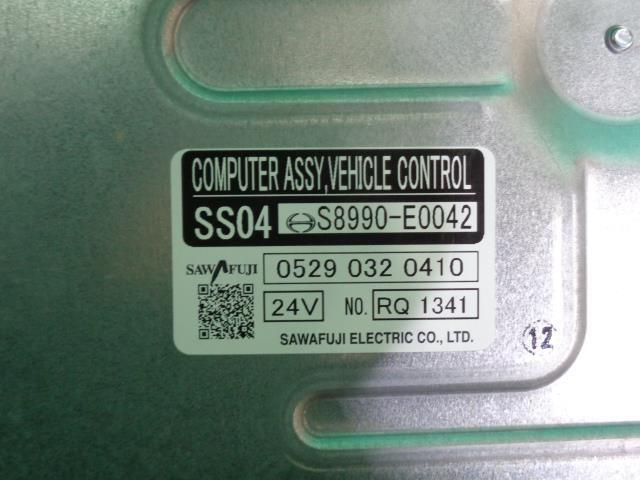 COMPUTER ASSY,VEHICLE CONTROL
SS04 S8990-E0042
SAWAFUJI 0529 032 0410
24V NO. RQ 1341
SAWAFUJI ELECTRIC CO., LTD.
12